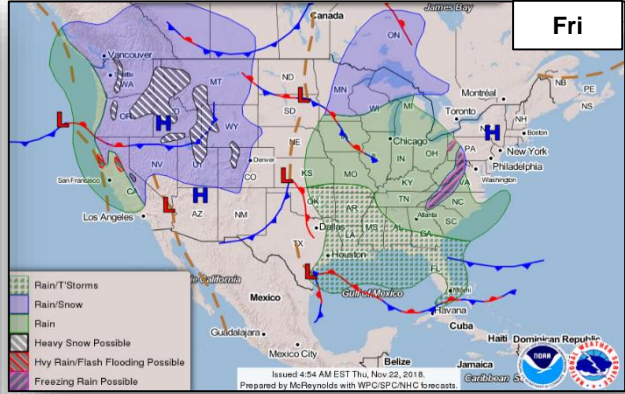 Fri
James Bay
Canada
Vancouver
ON
Seattle
WA
MT
ND
NB
PE
MN
Montréal
NS
OR
ID
SD
WI
MI
Toronto
NH
WY
NE
Chicago
NY
Boston
New York
PA
Philadelphia
OH
IN
NV
UT
Denver
CO
KS
MO
KY
Washington
VA
San Francisco
CA
NC
TN
OK
AR
SC
Atlanta
Los Angeles
AZ
NM
MS
AL
GA
Dallas
LA
TX
Houston
FL
Miami
Gulf of Mexico
Mexico
Havana
Cuba
Guadalajara
Haiti Dominican Republic
Mexico City
Belize
Jamaica
H
H
H
L
L
L
L
L
Rain/T'Storms
Rain/Snow
Rain
Heavy Snow Possible
Hvy Rain/Flash Flooding Possible
Freezing Rain Possible
Issued 4:54 AM EST Thu, Nov 22, 2018.
Prepared by McReynolds with WPC/SPC/NHC forecasts.
NOAA